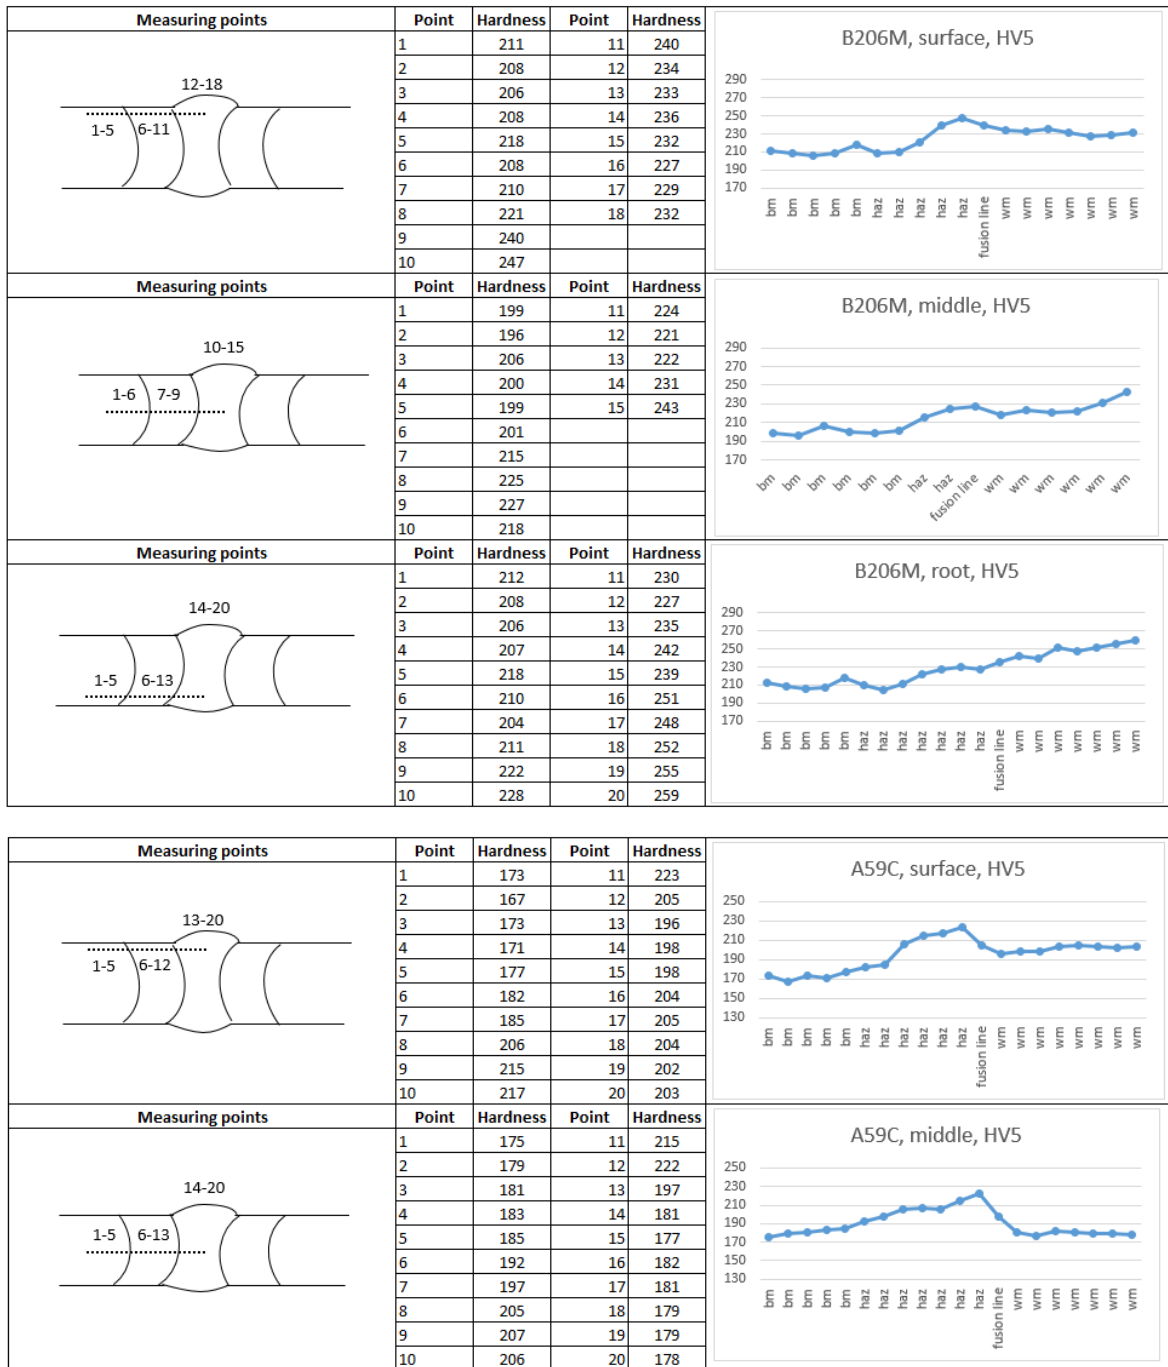 Measuring points Point Hardness Point Hardness
12-18
1-5 6-11
1 211 11 240
2 208 12 234
3 206 13 233
4 208 14 236
5 218 15 232
6 208 16 227
7 210 17 229
8 221 18 232
9 240
10 247
B206M, surface, HV5
290
270
250
230
210
190
170
bm bm bm bm bm haz haz haz haz haz fusion line wm wm wm wm wm wm wm wm
Measuring points Point Hardness Point Hardness
10-15
1-6 7-9
1 199 11 224
2 196 12 221
3 206 13 222
4 200 14 231
5 199 15 243
6 201
7 215
8 225
9 227
10 218
B206M, middle, HV5
290
270
250
230
210
190
170
bm bm bm bm bm bm haz haz fusion line wm wm wm wm wm wm
Measuring points Point Hardness Point Hardness
14-20
1-5 6-13
1 212 11 230
2 208 12 227
3 206 13 235
4 207 14 242
5 218 15 239
6 210 16 251
7 204 17 248
8 211 18 252
9 222 19 255
10 228 20 259
B206M, root, HV5
290
270
250
230
210
190
170
bm bm bm bm bm haz haz haz haz haz haz haz fusion line wm wm wm wm wm wm wm
Measuring points Point Hardness Point Hardness
13-20
1-5 6-12
1 173 11 223
2 167 12 205
3 173 13 196
4 171 14 198
5 177 15 198
6 182 16 204
7 185 17 205
8 206 18 204
9 215 19 202
10 217 20 203
A59C, surface, HV5
250
230
210
190
170
150
130
bm bm bm bm bm haz haz haz haz haz haz fusion line wm wm wm wm wm wm wm wm
Measuring points Point Hardness Point Hardness
14-20
1-5 6-13
1 175 11 215
2 179 12 222
3 181 13 197
4 183 14 181
5 185 15 177
6 192 16 182
7 197 17 181
8 205 18 179
9 207 19 179
10 206 20 178
A59C, middle, HV5
250
230
210
190
170
150
130
bm bm bm bm bm haz haz haz haz haz haz haz fusion line wm wm wm wm wm wm wm